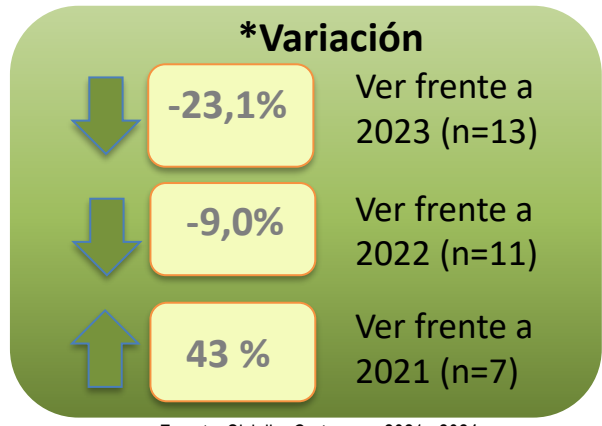 *Variación
-23,1%
Ver frente a
2023 (n=13)
-9,0%
Ver frente a
2022 (n=11)
43 %
Ver frente a
2021 (n=7)